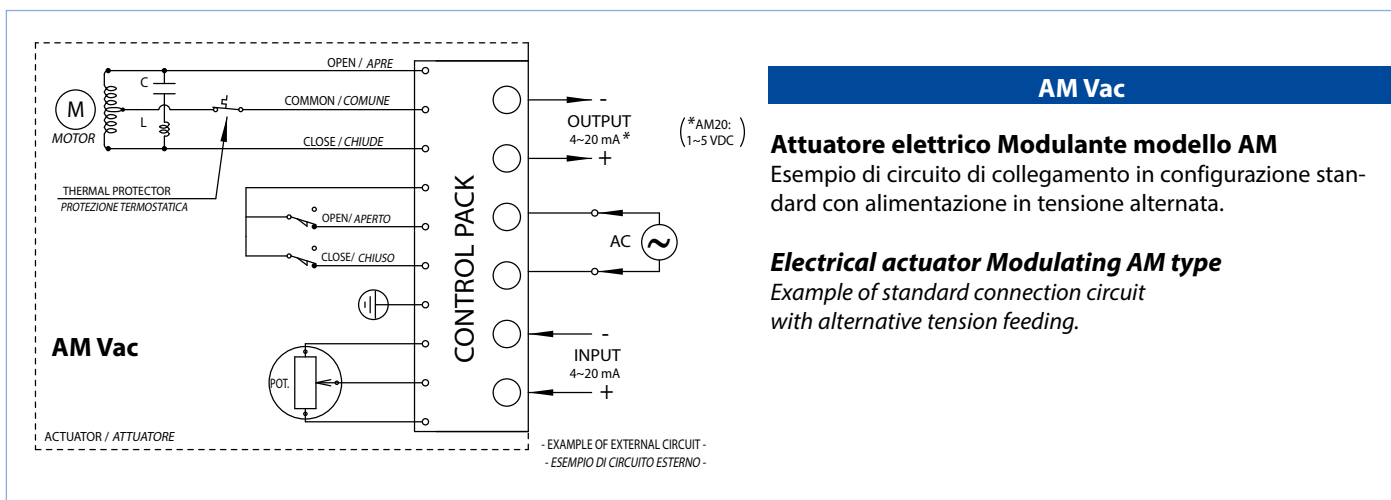 OPEN / APRE
C
COMMON / COMUNE
M
MOTOR
L
CLOSE / CHIUDE
THERMAL PROTECTOR
PROTEZIONE TERMOSTATICA
OPEN/ APERTO
CLOSE/ CHIUSO
AM Vac
POT.
ACTUATOR / ATTUATORE
CONTROL PACK
-
OUTPUT
4~20 mA *
+
(*AM20:
1~5 VDC)
AC
~
-
INPUT
4~20 mA
+
- EXAMPLE OF EXTERNAL CIRCUIT -
- ESEMPIO DI CIRCUITO ESTERNO -
AM Vac
Attuatore elettrico Modulante modello AM
Esempio di circuito di collegamento in configurazione stan-
dard con alimentazione in tensione alternata.
Electrical actuator Modulating AM type
Example of standard connection circuit
with alternative tension feeding.